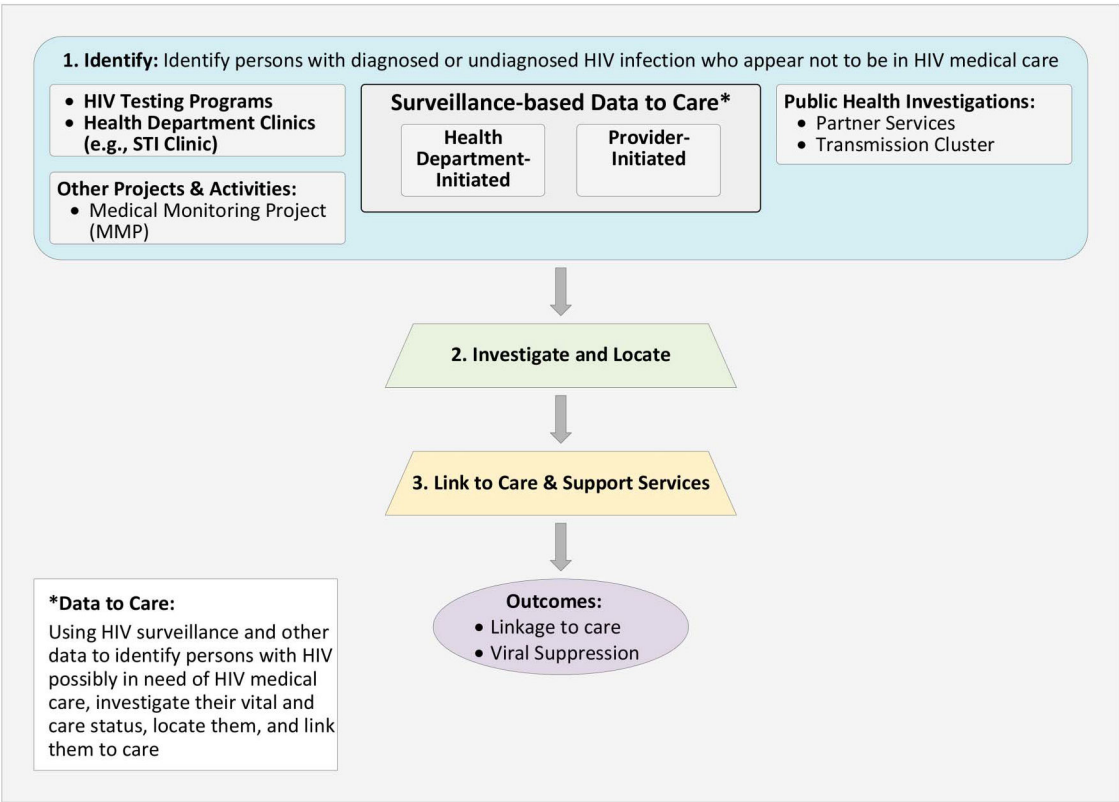 1. Identify: Identify persons with diagnosed or undiagnosed HIV infection who appear not to be in HIV medical care
• HIV Testing Programs
• Health Department Clinics
(e.g., STI Clinic)
Other Projects & Activities:
• Medical Monitoring Project
(MMP)
Surveillance-based Data to Care*
Health
Department-
Initiated
Provider-
Initiated
Public Health Investigations:
• Partner Services
• Transmission Cluster
2. Investigate and Locate
3. Link to Care & Support Services
Outcomes:
• Linkage to care
• Viral Suppression
*Data to Care:
Using HIV surveillance and other
data to identify persons with HIV
possibly in need of HIV medical
care, investigate their vital and
care status, locate them, and link
them to care